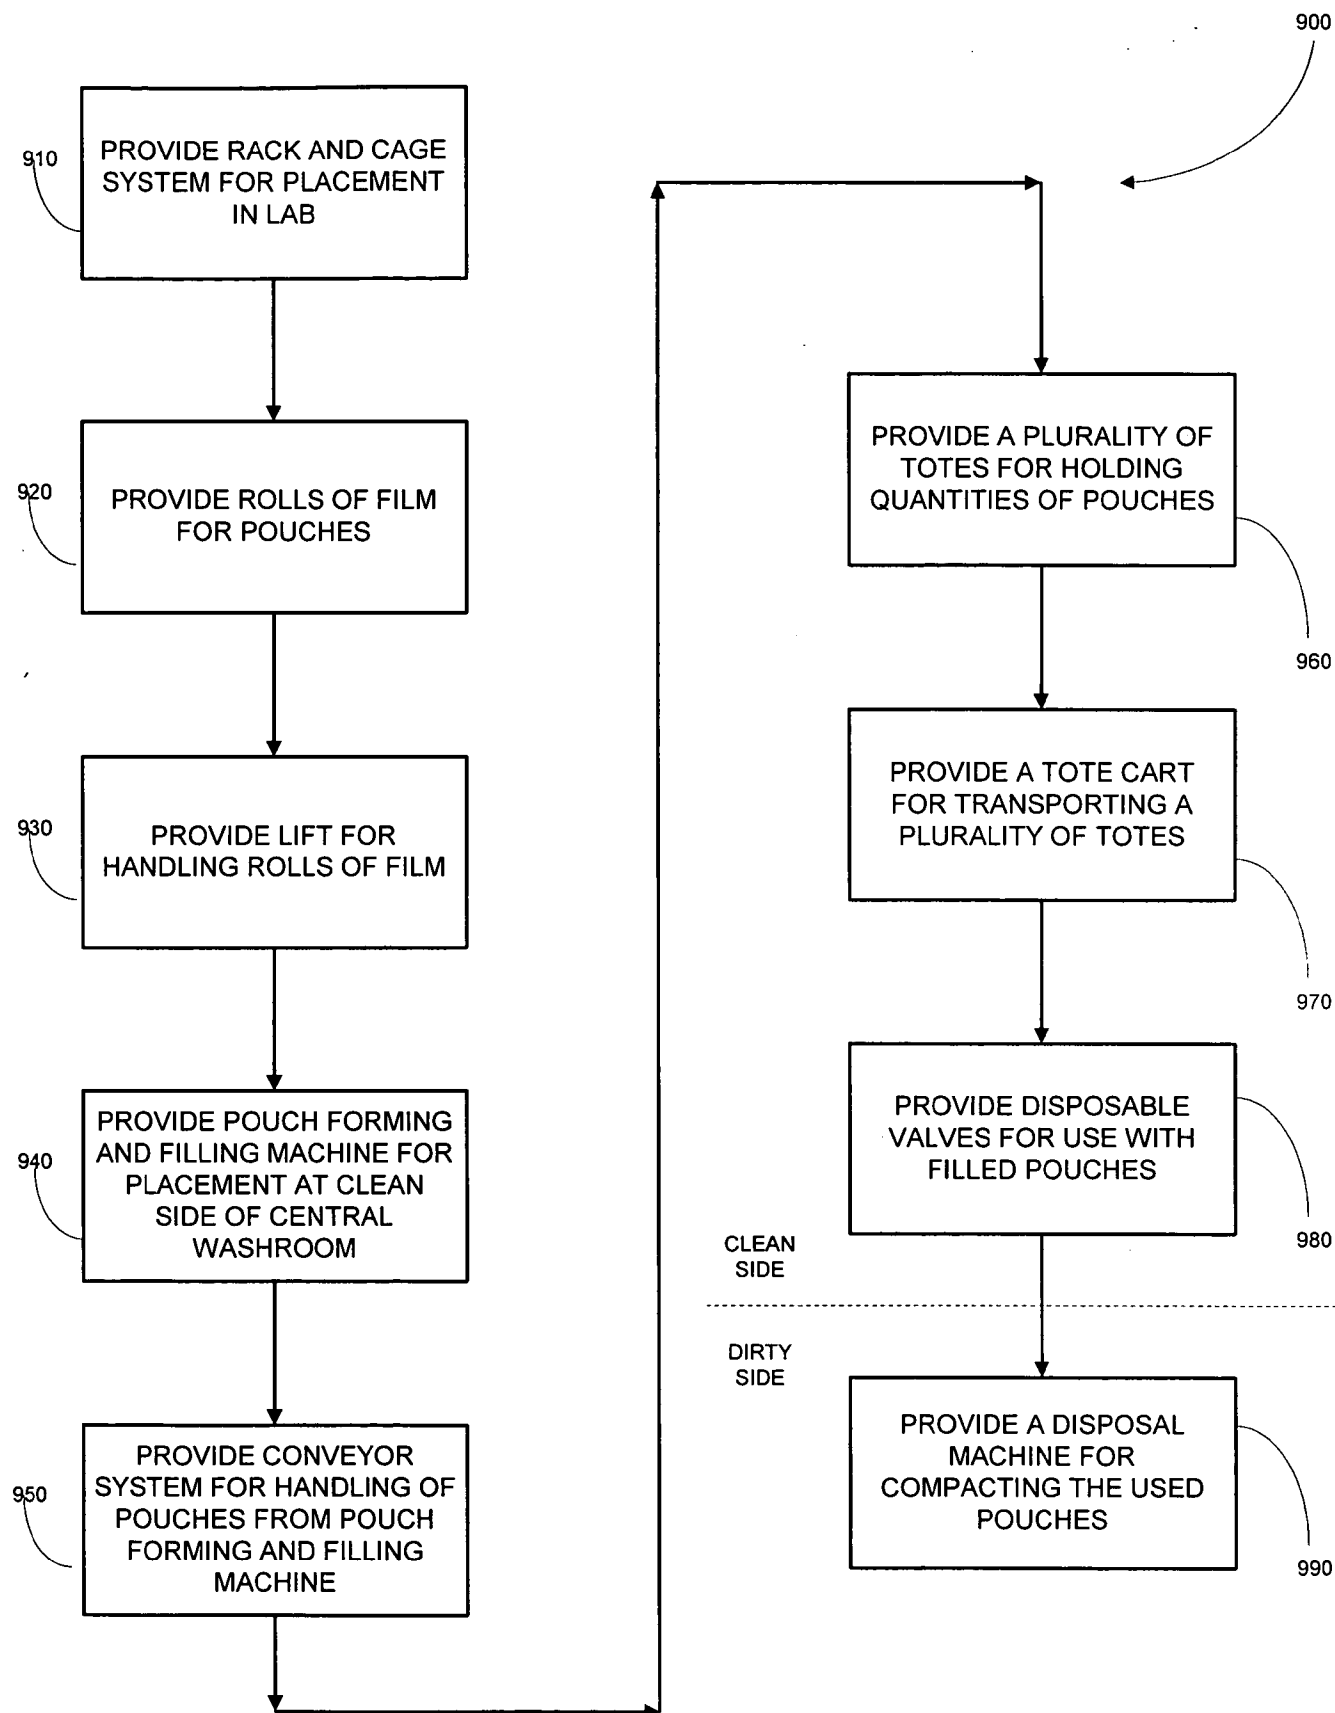 900
910
PROVIDE RACK AND CAGE
SYSTEM FOR PLACEMENT
IN LAB
920
PROVIDE ROLLS OF FILM
FOR POUCHES
930
PROVIDE LIFT FOR
HANDLING ROLLS OF FILM
940
PROVIDE POUCH FORMING
AND FILLING MACHINE FOR
PLACEMENT AT CLEAN
SIDE OF CENTRAL
WASHROOM
950
PROVIDE CONVEYOR
SYSTEM FOR HANDLING OF
POUCHES FROM POUCH
FORMING AND FILLING
MACHINE
PROVIDE A PLURALITY OF
TOTES FOR HOLDING
QUANTITIES OF POUCHES
960
PROVIDE A TOTE CART
FOR TRANSPORTING A
PLURALITY OF TOTES
970
PROVIDE DISPOSABLE
VALVES FOR USE WITH
FILLED POUCHES
980
CLEAN
SIDE
DIRTY
SIDE
PROVIDE A DISPOSAL
MACHINE FOR
COMPACTING THE USED
POUCHES
990